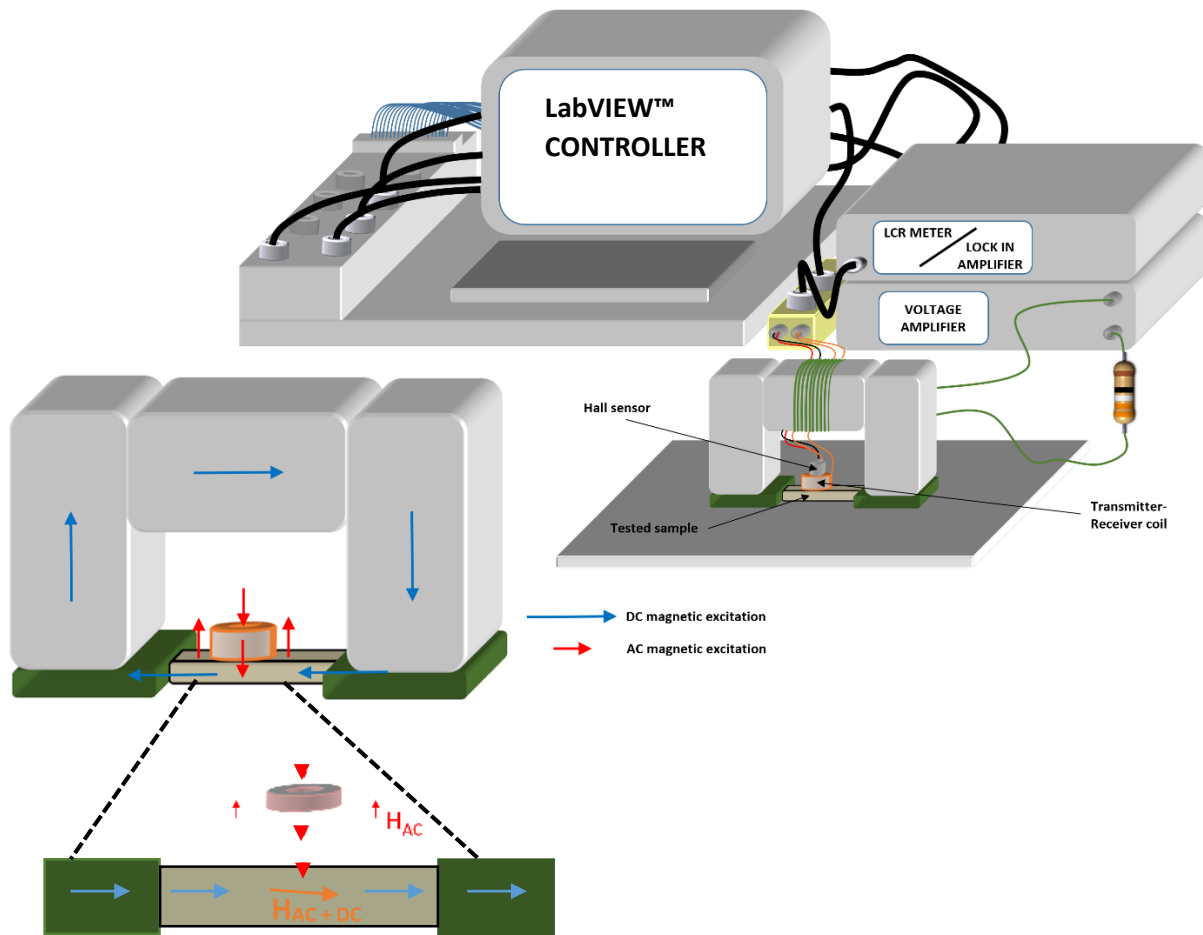 LabVIEW™
CONTROLLER
LCR METER
LOCK IN
AMPLIFIER
VOLTAGE
AMPLIFIER
Hall sensor
Tested sample
Transmitter-
Receiver coil
DC magnetic excitation
AC magnetic excitation
HAC
HAC + DC